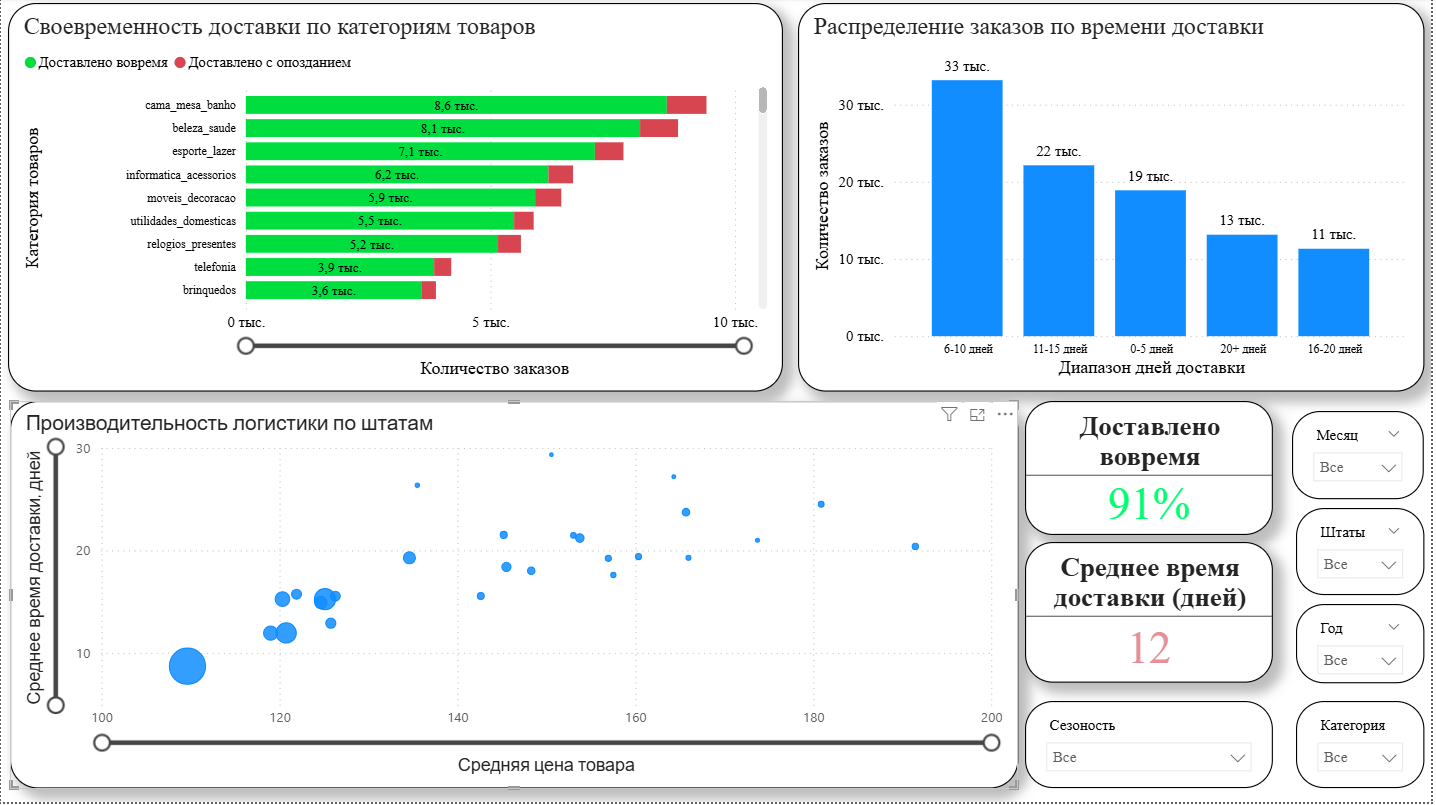 Своевременность доставки по категориям товаров
Доставлено вовремя Доставлено с опозданием
Категория товаров
cama_mesa_banho 8,6 тыс.
beleza_saude 8,1 тыс.
esporte_lazer 7,1 тыс.
informatica_acessorios 6,2 тыс.
moveis_decoracao 5,9 тыс.
utilidades_domesticas 5,5 тыс.
relogios_presentes 5,2 тыс.
telefonia 3,9 тыс.
brinquedos 3,6 тыс.
0 тыс. 5 тыс. 10 тыс.
Количество заказов
Распределение заказов по времени доставки
Количество заказов
30 тыс.
20 тыс.
10 тыс.
0 тыс.
33 тыс.
22 тыс.
19 тыс.
13 тыс.
11 тыс.
6-10 дней 11-15 дней 0-5 дней 20+ дней 16-20 дней
Диапазон дней доставки
Производительность логистики по штатам
Среднее время доставки, дней
30
20
10
100 120 140 160 180 200
Средняя цена товара
Доставлено
вовремя
91%
Среднее время
доставки (дней)
12
Сезоность
Все
Месяц
Все
Штаты
Все
Год
Все
Категория
Все